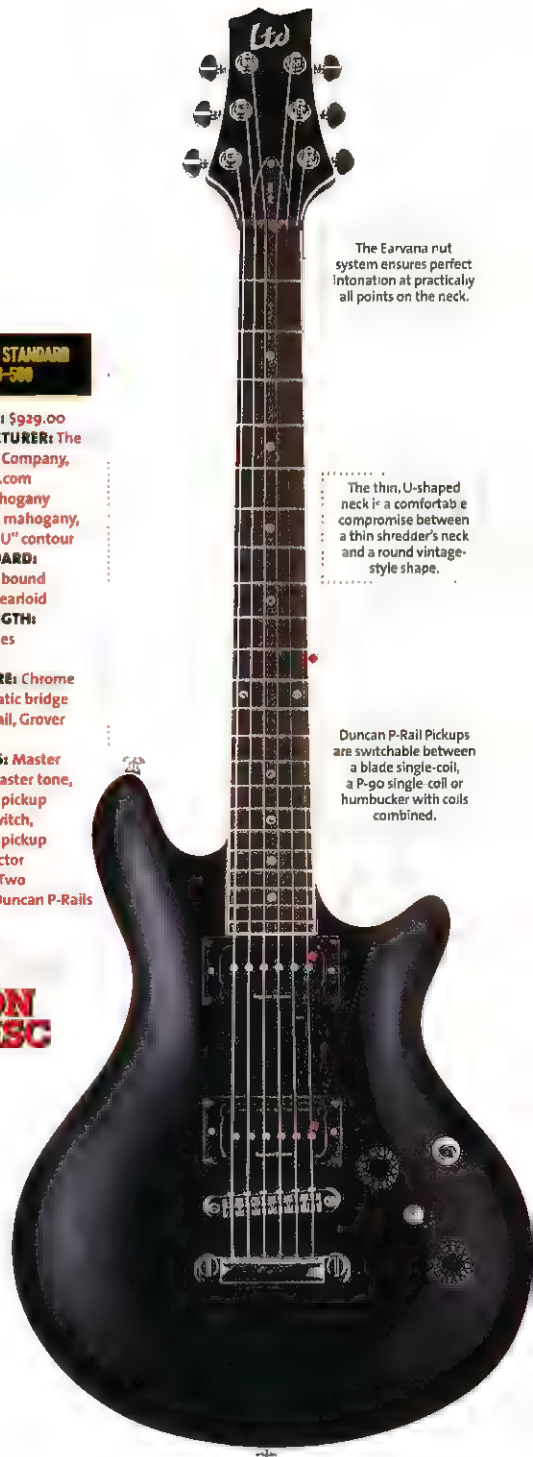 Ltd
The Earvana nut
system ensures perfect
intonation at practically
all points on the neck.
STANDARD
-500
: $929.00
CTURER: The
Company,
.com
hogany
mahogany,
U" contour
ARD:
bound
earloid
GTH:
es
RE: Chrome
atic bridge
ail, Grover
S: Master
aster tone,
pickup
witch,
pickup
ctor
Two
Duncan P-Rails
The thin, U-shaped
neck is a comfortable
compromise between
a thin shredder's neck
and a round vintage-
style shape.
Duncan P-Rail Pickups
are switchable between
a blade single-coil,
a P-90 single-coil or
humbucker with coils
combined.
ON
SC